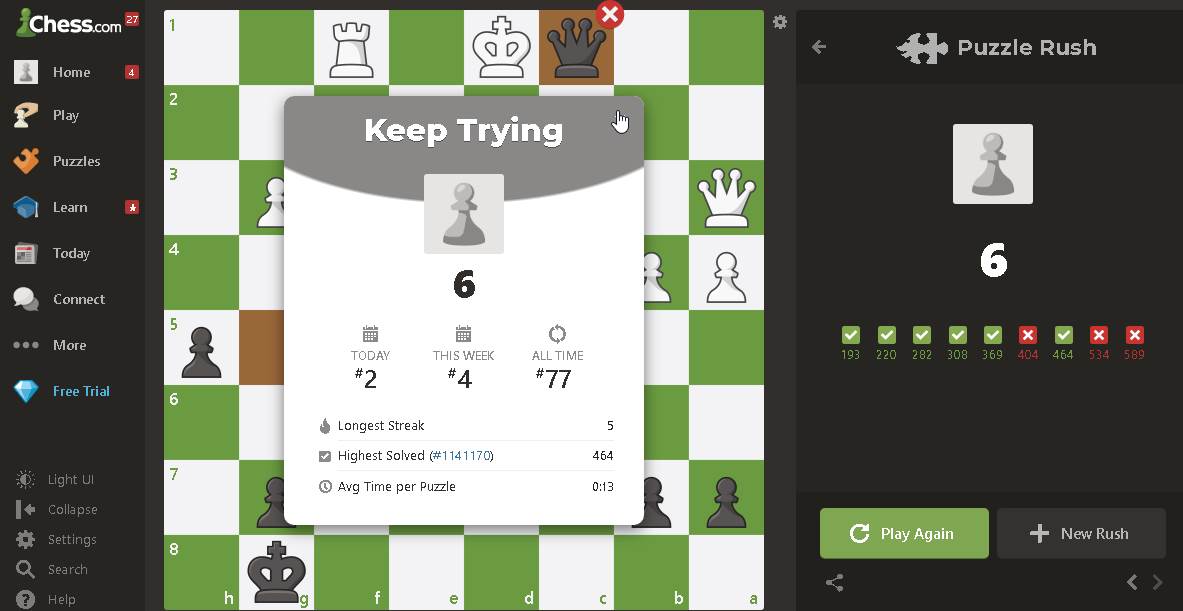 Chess.com 27
Home 4
Play
Puzzles
Learn
Today
Connect
More
Free Trial
Light UI
Collapse
Settings
Search
Help
1
2
3
4
5
6
7
8
h g f e d c b a
Keep Trying
6
TODAY THIS WEEK ALL TIME
#2 #4 #77
Longest Streak 5
Highest Solved (#1141170) 464
Avg Time per Puzzle 0:13
Puzzle Rush
6
193 220 282 308 369 404 464 534 589
Play Again
New Rush